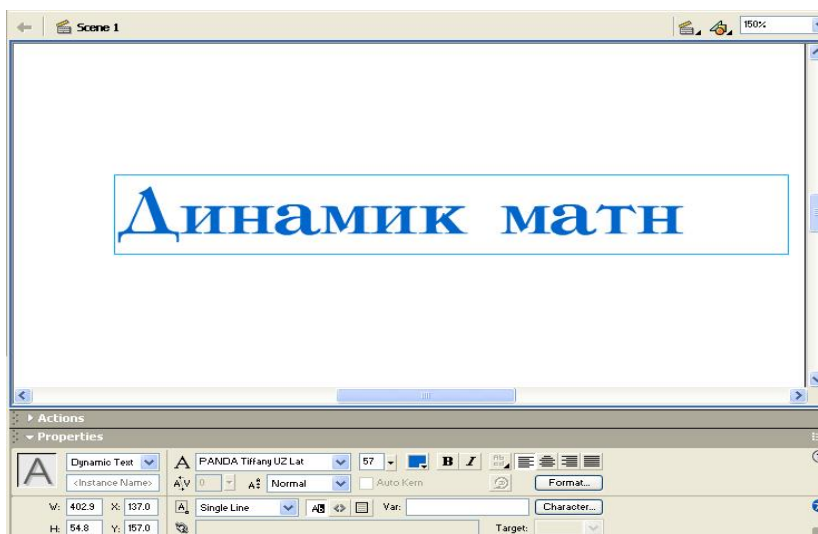 Scene 1
150%
Динамик матн
Actions
Properties
Dynamic Text
PANDA Tiffany UZ Lat
57
B I
<Instance Name>
0
Normal
Auto Kern
Format...
W: 402.9 X: 137.0
Single Line
Var:
Character...
H: 54.8 Y: 157.0
Target: